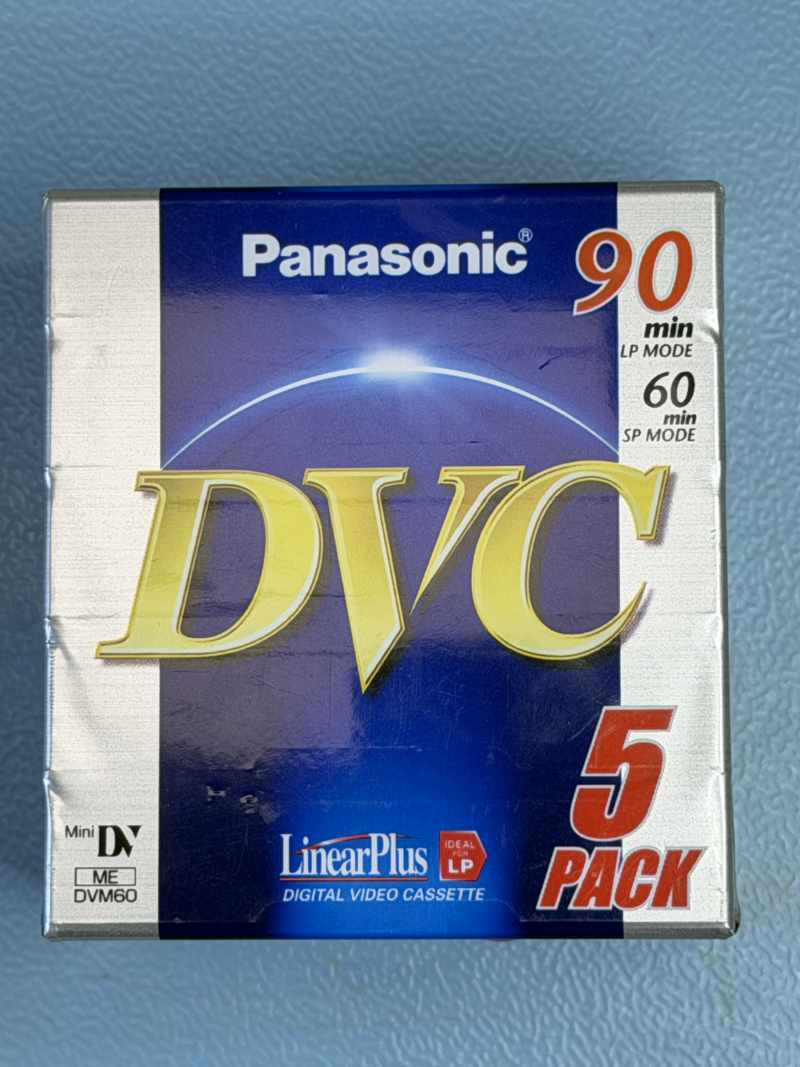 Panasonic®
90
min
LP MODE
60
min
SP MODE
DVC
5
PACK
Mini DV
ME
DVM60
LinearPlus
IDEAL
FOR
LP
DIGITAL VIDEO CASSETTE